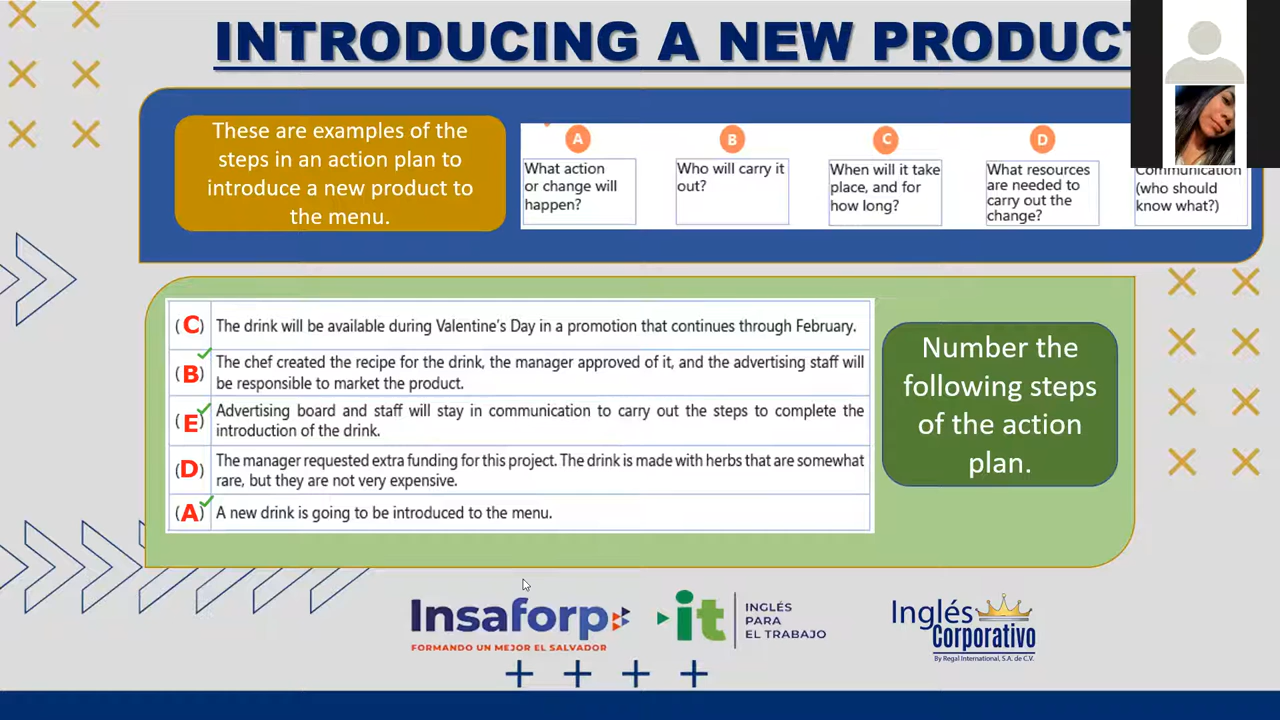 INTRODUCING A NEW PRODUCT
These are examples of the
steps in an action plan to
introduce a new product to
the menu.
A
What action
or change will
happen?
B
Who will carry it
out?
C
When will it take
place, and for
how long?
D
What resources
are needed to
carry out the
change?
Communication
(who should
know what?)
(C) The drink will be available during Valentine's Day in a promotion that continues through February.
(B) The chef created the recipe for the drink, the manager approved of it, and the advertising staff will
be responsible to market the product.
(E) Advertising board and staff will stay in communication to carry out the steps to complete the
introduction of the drink.
(D) The manager requested extra funding for this project. The drink is made with herbs that are somewhat
rare, but they are not very expensive.
(A) A new drink is going to be introduced to the menu.
Number the
following steps
of the action
plan.
Insaforp
FORMANDO UN MEJOR EL SALVADOR
it
INGLÉS
PARA
EL TRABAJO
Inglés
Corporativo
By Regal International, S.A. de C.V.